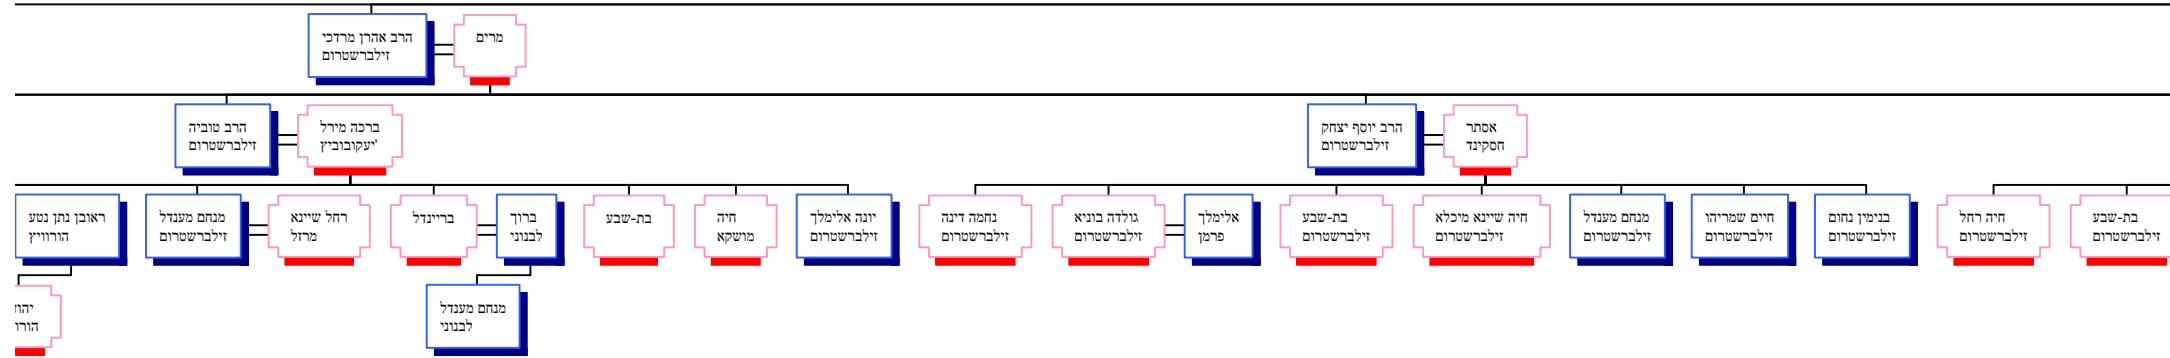 מרים
הרב אהרן מרדכי
זילברשטרום
אסתר
חסקינד
הרב יוסף יצחק
זילברשטרום
ברכה מירל
יעקובוביץ'
הרב טוביה
זילברשטרום
בת-שבע
זילברשטרום
חיה רחל
זילברשטרום
בנימין נחום
זילברשטרום
חיים שמריהו
זילברשטרום
מנחם מענדל
זילברשטרום
חיה שיינא מיכלא
זילברשטרום
בת-שבע
זילברשטרום
אלימלך
פרמן
גולדה בוניא
זילברשטרום
נחמה דינה
זילברשטרום
יונה אלימלך
זילברשטרום
חיה
מושקא
בת-שבע
ברוך
לבנוני
בריינדל
רחל שיינא
מרזל
מנחם מענדל
זילברשטרום
ראובן נתן נטע
הורוויץ
מנחם מענדל
לבנוני